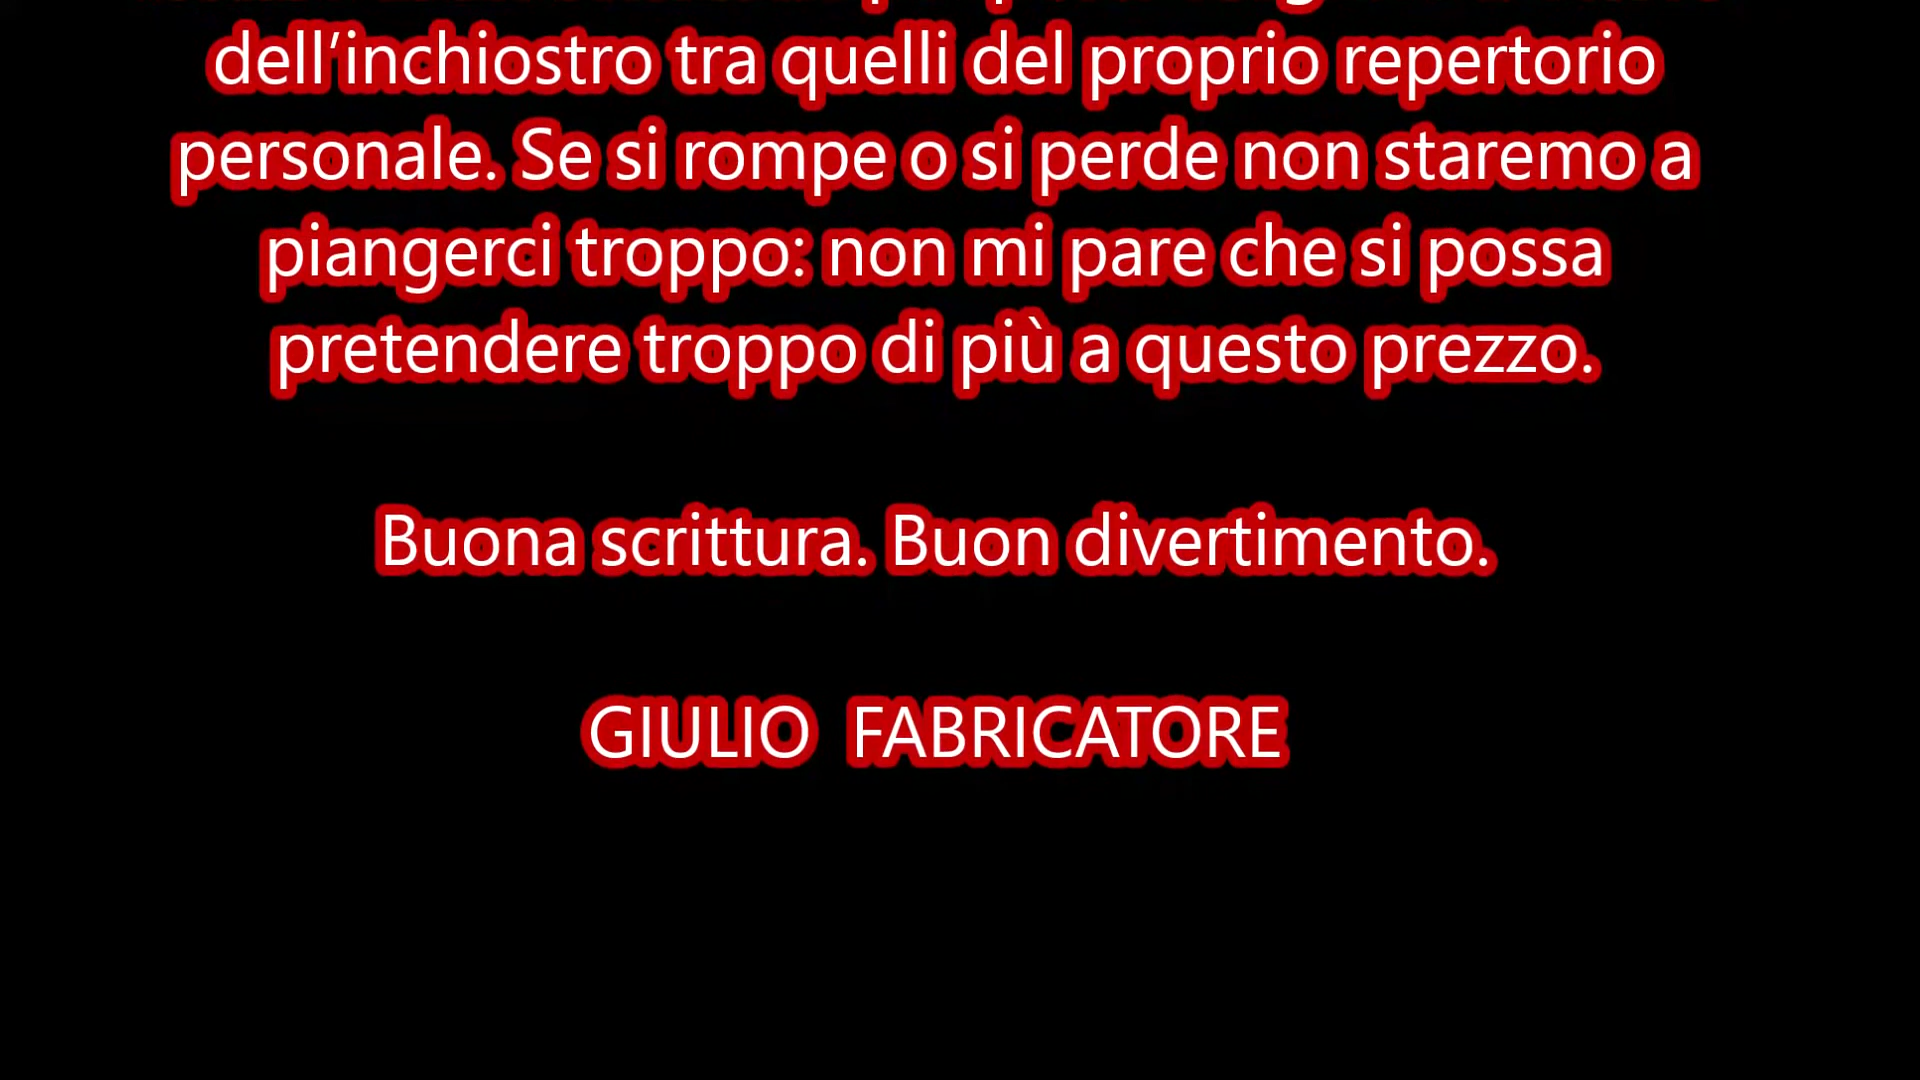 dell’inchiostro tra quelli del proprio repertorio
personale. Se si rompe o si perde non staremo a
piangerci troppo: non mi pare che si possa
pretendere troppo di più a questo prezzo.
Buona scrittura. Buon divertimento.
GIULIO FABRICATORE